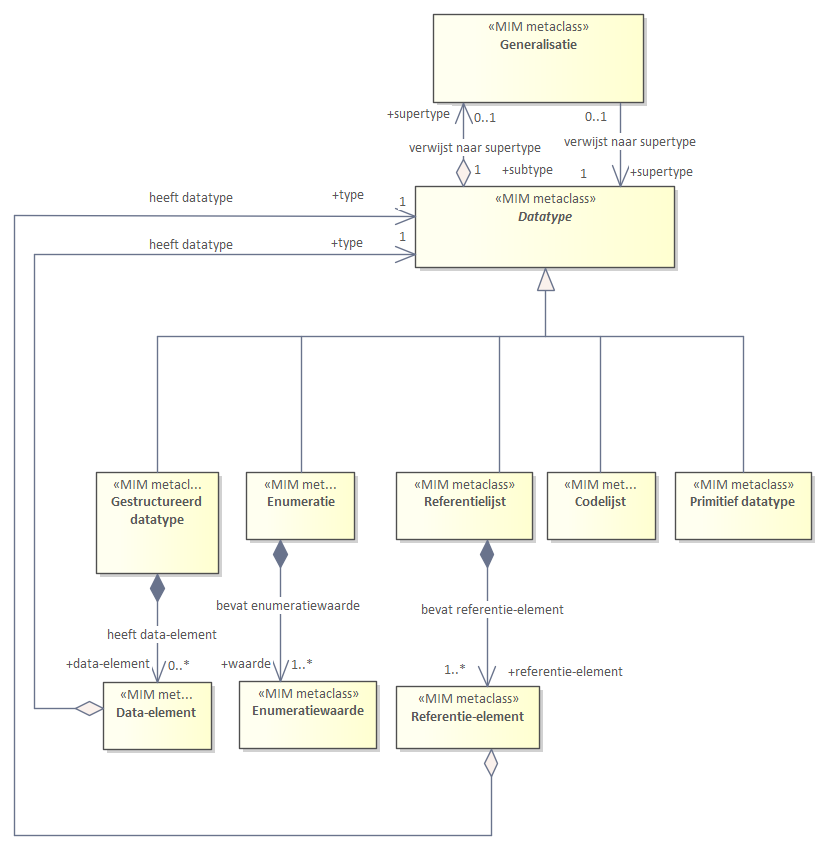 «MIM metaclass»
Generalisatie
+supertype
0..1
0..1
verwijst naar supertype
verwijst naar supertype
1
+subtype
1
+supertype
heeft datatype
+type
1
«MIM metaclass»
Datatype
heeft datatype
+type
1
«MIM metacl...
Gestructureerd
datatype
«MIM met...
Enumeratie
«MIM metaclass»
Referentielijst
«MIM met...
Codelijst
«MIM metaclass»
Primitief datatype
bevat enumeratiewaarde
bevat referentie-element
heeft data-element
+data-element
0..*
+waarde
1..*
1..*
+referentie-element
«MIM met...
Data-element
«MIM metaclass»
Enumeratiewaarde
«MIM metaclass»
Referentie-element